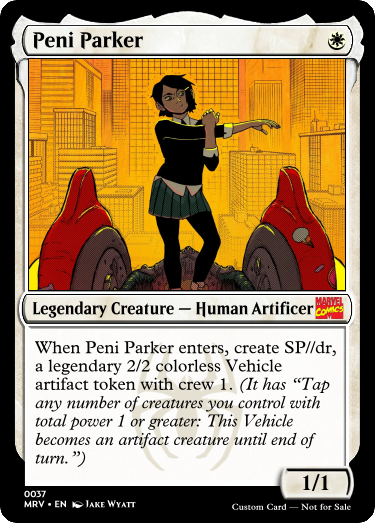 Peni Parker
Legendary Creature — Human Artificer
MARVEL
COMICS
When Peni Parker enters, create SP//dr,
a legendary 2/2 colorless Vehicle
artifact token with crew 1. (It has “Tap
any number of creatures you control with
total power 1 or greater: This Vehicle
becomes an artifact creature until end of
turn.”)
1/1
0037
MRV • EN JAKE WYATT
Custom Card — Not for Sale